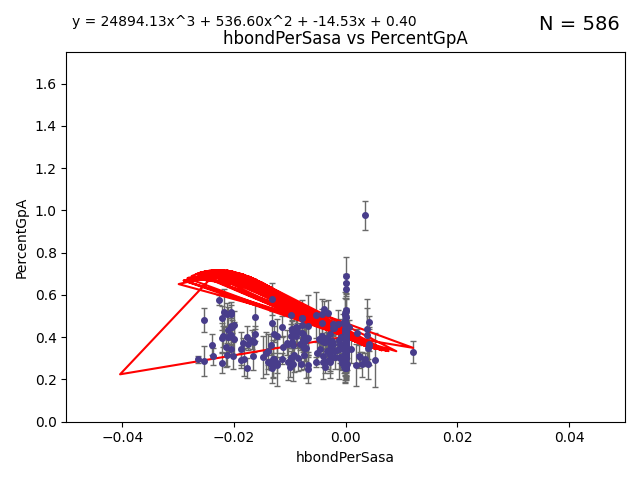 y = 24894.13x^3 + 536.60x^2 + -14.53x + 0.40
N = 586
hbondPerSasa vs PercentGpA
PercentGpA
1.6
1.4
1.2
1.0
0.8
0.6
0.4
0.2
0.0
−0.04 −0.02 0.00 0.02 0.04
hbondPerSasa